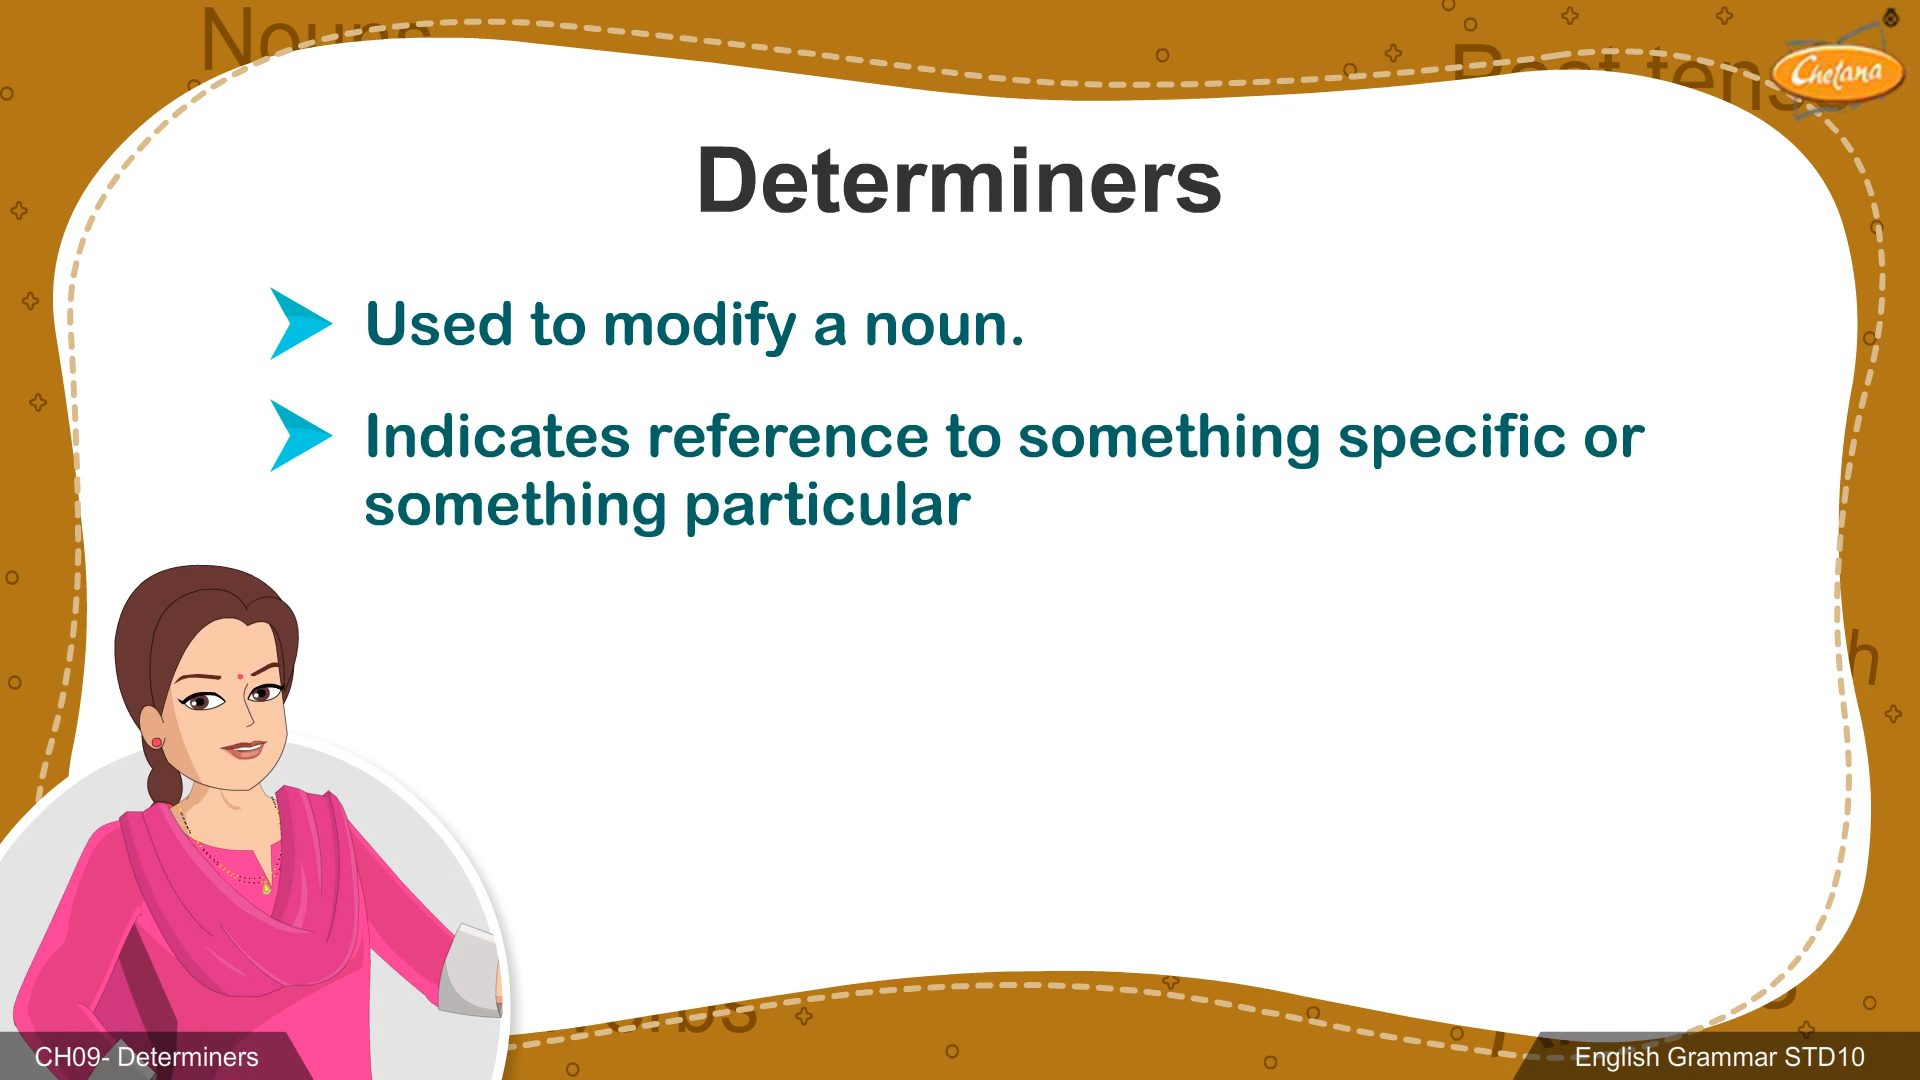 Chetana
Determiners
Used to modify a noun.
Indicates reference to something specific or
something particular
CH09- Determiners
English Grammar STD10